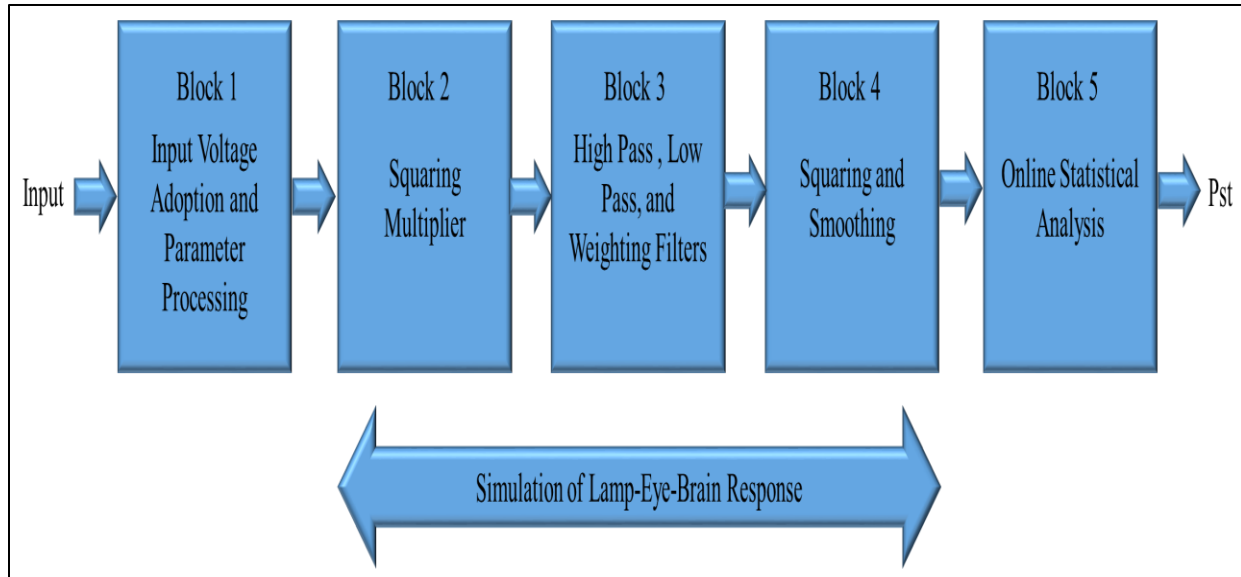 Input
Block 1
Input Voltage
Adoption and
Parameter
Processing
Block 2
Squaring
Multiplier
Block 3
High Pass , Low
Pass, and
Weighting Filters
Block 4
Squaring and
Smoothing
Block 5
Online Statistical
Analysis
Pst
Simulation of Lamp-Eye-Brain Response